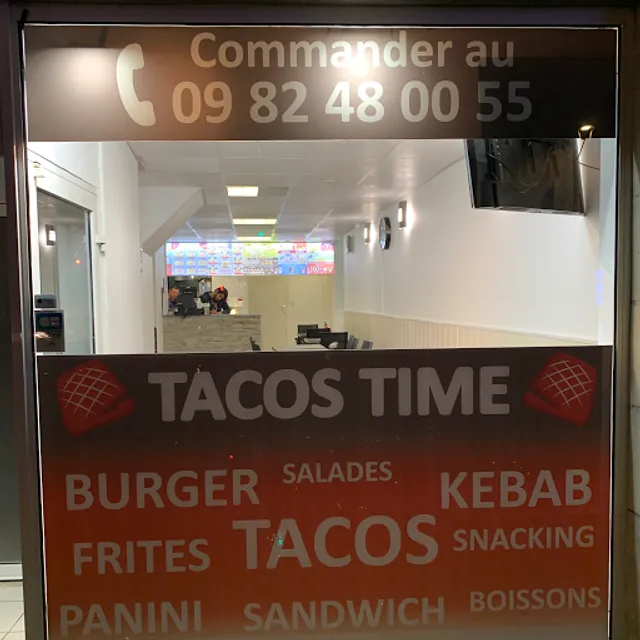 Commander au
09 82 48 00 55
TACOS TIME
BURGER SALADES KEBAB
FRITES TACOS SNACKING
PANINI SANDWICH BOISSONS